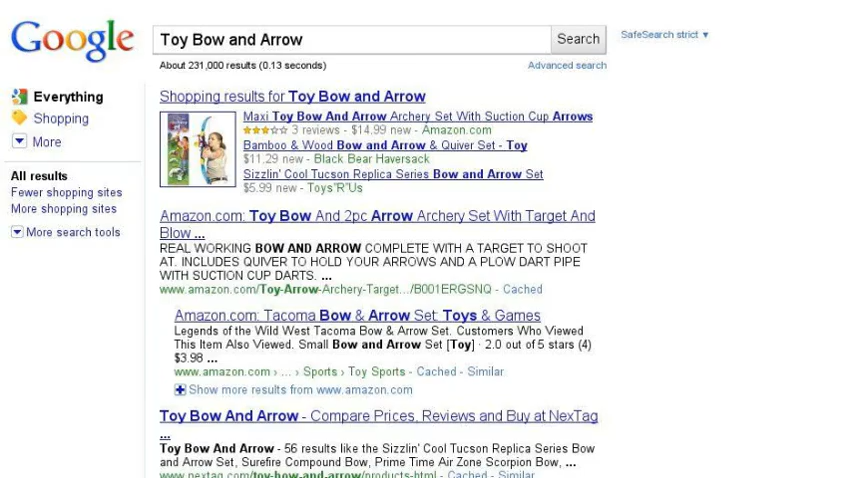 Google
Toy Bow and Arrow
Search
SafeSearch strict ▼
About 231,000 results (0.13 seconds)
Advanced search
Everything
Shopping
More
All results
Fewer shopping sites
More shopping sites
More search tools
Shopping results for Toy Bow and Arrow
Maxi Toy Bow And Arrow Archery Set With Suction Cup Arrows
3 reviews - $14.99 new - Amazon.com
Bamboo & Wood Bow and Arrow & Quiver Set - Toy
$11.29 new - Black Bear Haversack
Sizzlin' Cool Tucson Replica Series Bow and Arrow Set
$5.99 new - Toys"R"Us
Amazon.com: Toy Bow And 2pc Arrow Archery Set With Target And
Blow ...
REAL WORKING BOW AND ARROW COMPLETE WITH A TARGET TO SHOOT
AT. INCLUDES QUIVER TO HOLD YOUR ARROWS AND A PLOW DART PIPE
WITH SUCTION CUP DARTS. ...
www.amazon.com/Toy-Arrow-Archery-Target.../B001ERGSNQ - Cached
Amazon.com: Tacoma Bow & Arrow Set: Toys & Games
Legends of the Wild West Tacoma Bow & Arrow Set. Customers Who Viewed
This Item Also Viewed. Small Bow and Arrow Set [Toy] · 2.0 out of 5 stars (4)
$3.98 ...
www.amazon.com › ... › Sports › Toy Sports - Cached - Similar
Show more results from www.amazon.com
Toy Bow And Arrow - Compare Prices, Reviews and Buy at NexTag
...
Toy Bow And Arrow - 56 results like the Sizzlin' Cool Tucson Replica Series Bow
and Arrow Set, Surefire Compound Bow, Prime Time Air Zone Scorpion Bow, ...
www.nextag.com/toy-bow-and-arrow/products-html - Cached - Similar